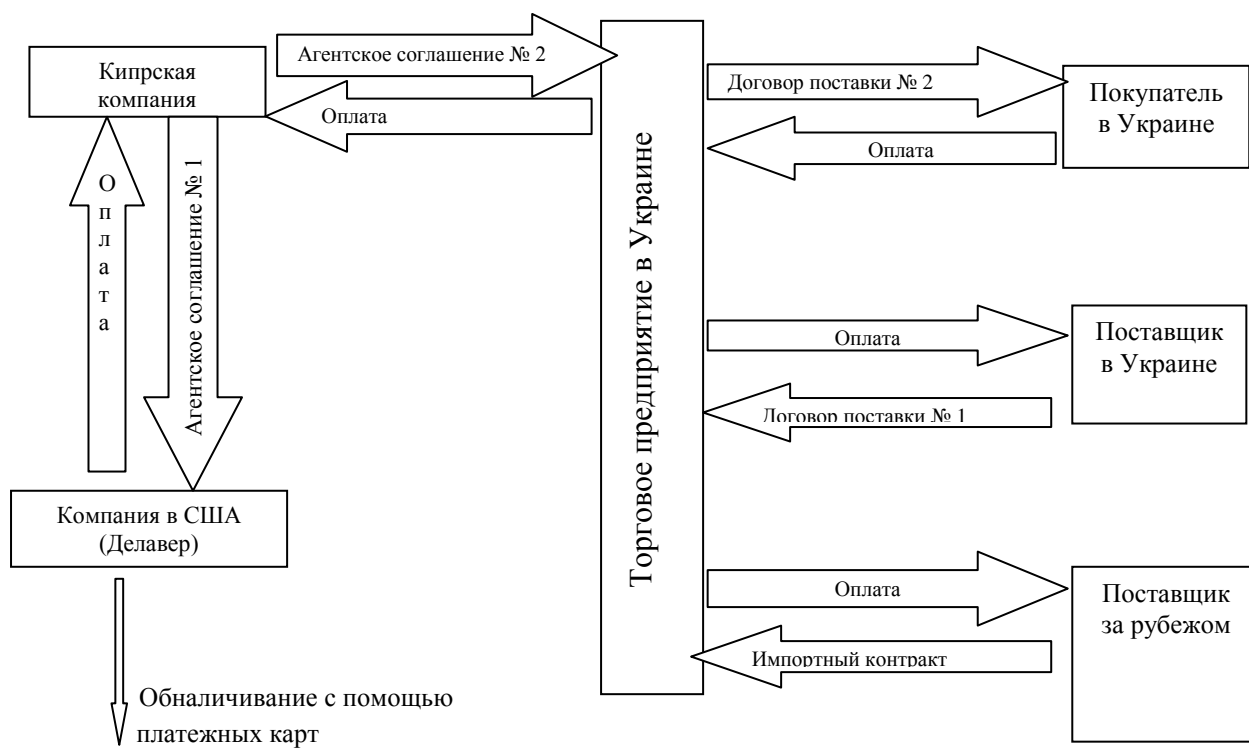 Кипрская
компания
Агентское соглашение № 2
Оплата
Оплата
Агентское соглашение № 1
Компания в США
(Делавер)
Обналичивание с помощью
платежных карт
Торговое предприятие в Украине
Договор поставки № 2
Оплата
Покупатель
в Украине
Оплата
Договор поставки № 1
Поставщик
в Украине
Оплата
Импортный контракт
Поставщик
за рубежом